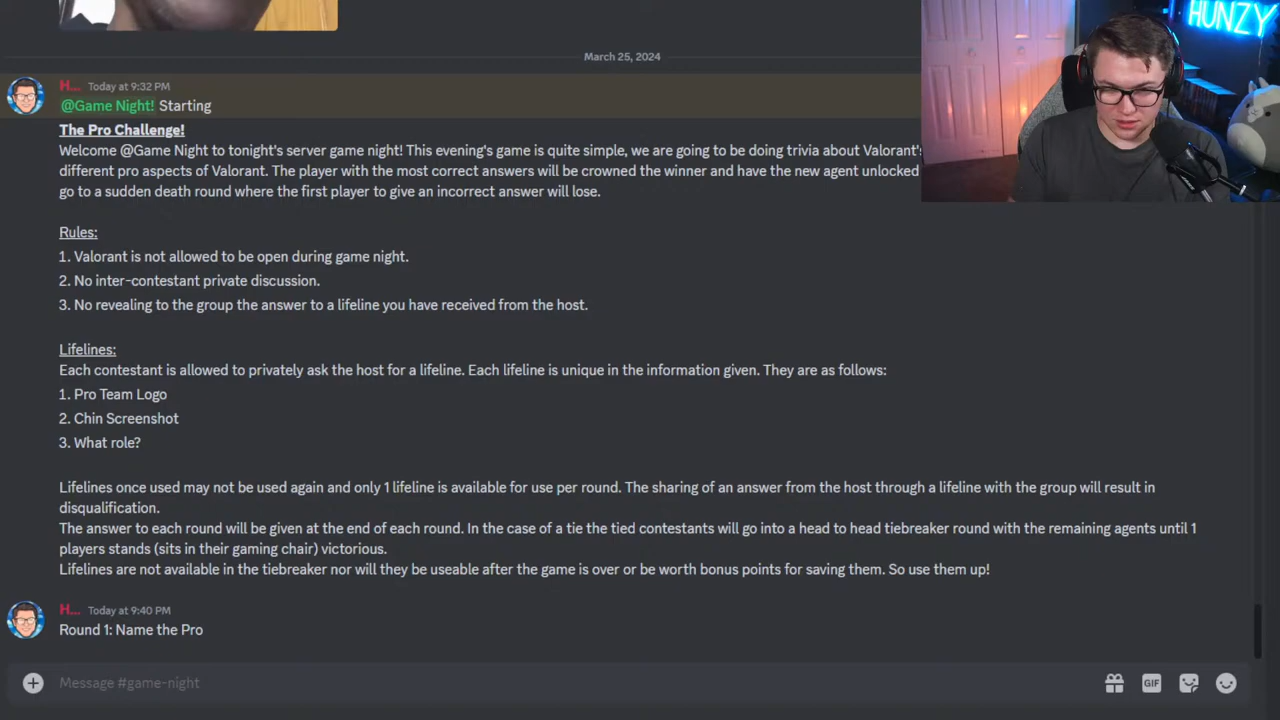 March 25, 2024
HUNZY
H... Today at 9:32 PM
@Game Night! Starting
The Pro Challenge!
Welcome @Game Night to tonight's server game night! This evening's game is quite simple, we are going to be doing trivia about Valorant's
different pro aspects of Valorant. The player with the most correct answers will be crowned the winner and have the new agent unlocked
go to a sudden death round where the first player to give an incorrect answer will lose.
Rules:
1. Valorant is not allowed to be open during game night.
2. No inter-contestant private discussion.
3. No revealing to the group the answer to a lifeline you have received from the host.
Lifelines:
Each contestant is allowed to privately ask the host for a lifeline. Each lifeline is unique in the information given. They are as follows:
1. Pro Team Logo
2. Chin Screenshot
3. What role?
Lifelines once used may not be used again and only 1 lifeline is available for use per round. The sharing of an answer from the host through a lifeline with the group will result in
disqualification.
The answer to each round will be given at the end of each round. In the case of a tie the tied contestants will go into a head to head tiebreaker round with the remaining agents until 1
players stands (sits in their gaming chair) victorious.
Lifelines are not available in the tiebreaker nor will they be useable after the game is over or be worth bonus points for saving them. So use them up!
H... Today at 9:40 PM
Round 1: Name the Pro
Message #game-night
GIF